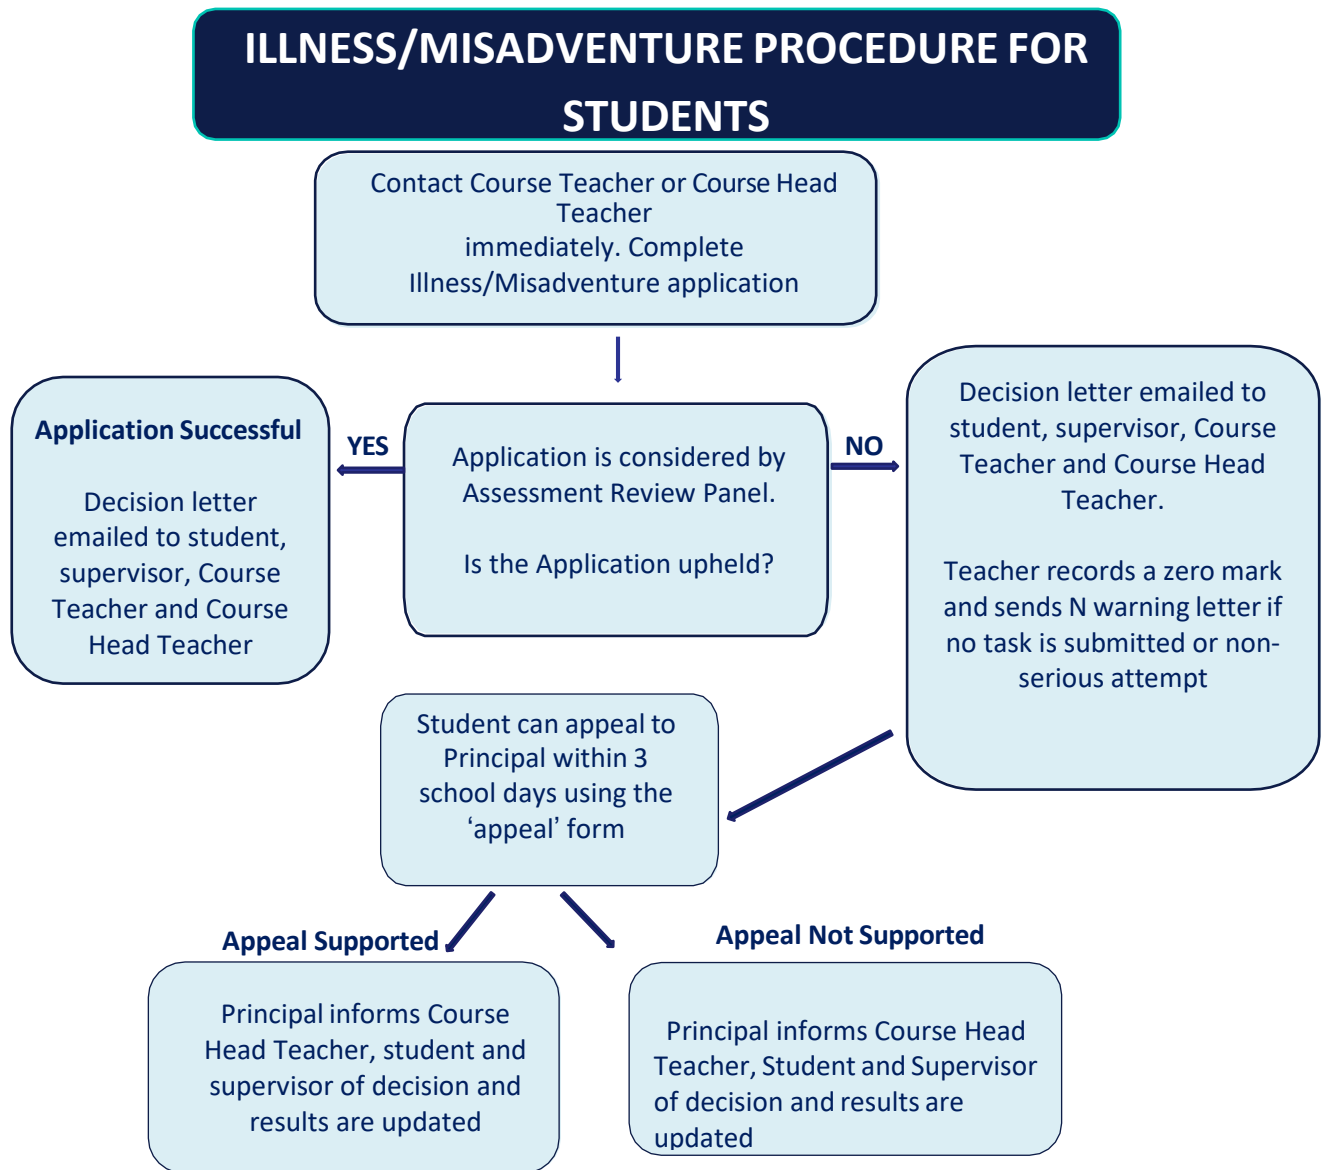 ILLNESS/MISADVENTURE PROCEDURE FOR
STUDENTS
Contact Course Teacher or Course Head
Teacher
immediately. Complete
Illness/Misadventure application
Application Successful
Decision letter
emailed to student,
supervisor, Course
Teacher and Course
Head Teacher
YES
Application is considered by
Assessment Review Panel.
Is the Application upheld?
NO
Decision letter emailed to
student, supervisor, Course
Teacher and Course Head
Teacher.
Teacher records a zero mark
and sends N warning letter if
no task is submitted or non-
serious attempt
Student can appeal to
Principal within 3
school days using the
‘appeal’ form
Appeal Supported
Principal informs Course
Head Teacher, student and
supervisor of decision and
results are updated
Appeal Not Supported
Principal informs Course Head
Teacher, Student and Supervisor
of decision and results are
updated